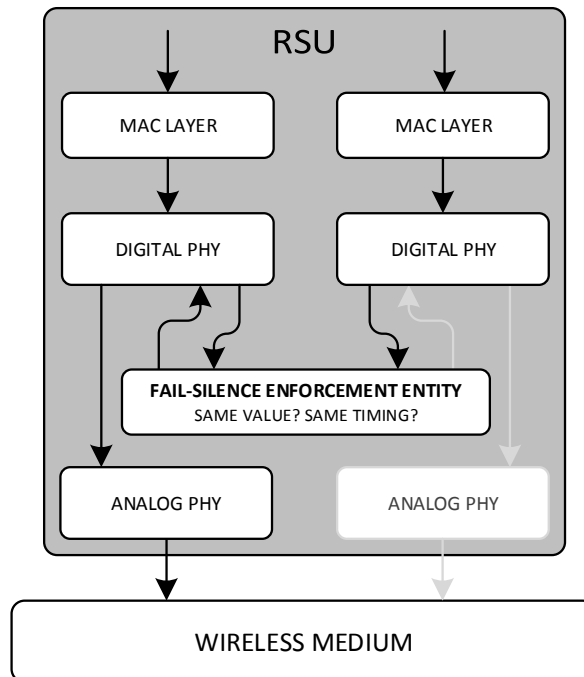 RSU
MAC LAYER
MAC LAYER
DIGITAL PHY
DIGITAL PHY
FAIL-SILENCE ENFORCEMENT ENTITY
SAME VALUE? SAME TIMING?
ANALOG PHY
ANALOG PHY
WIRELESS MEDIUM